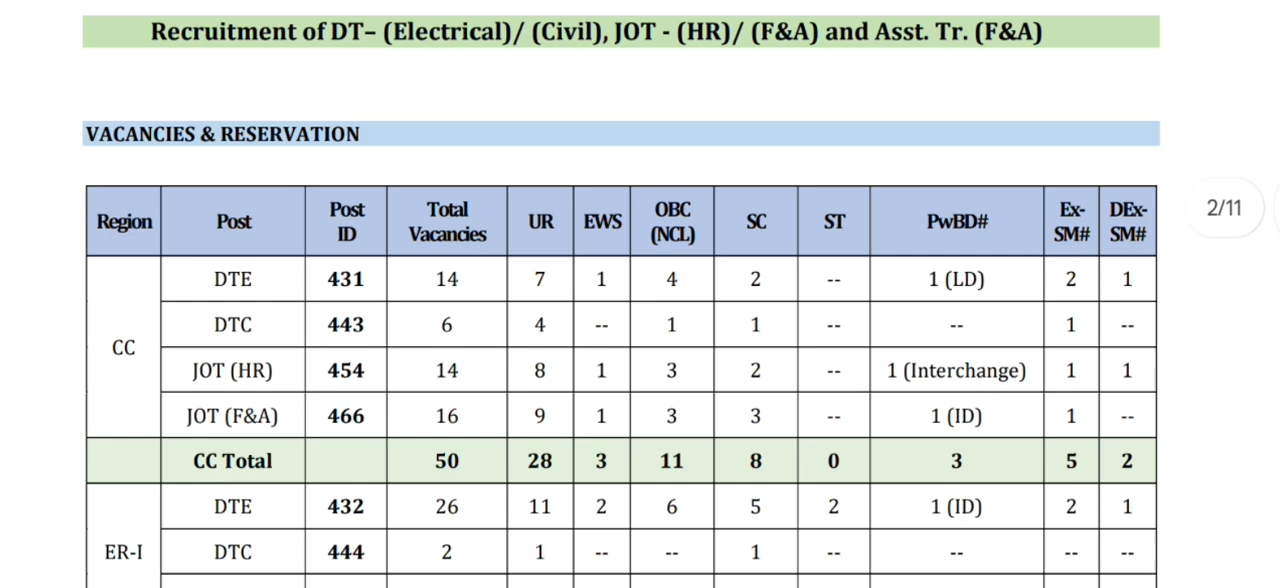 Recruitment of DT– (Electrical)/ (Civil), JOT - (HR)/ (F&A) and Asst. Tr. (F&A)
VACANCIES & RESERVATION
Region Post Post ID Total Vacancies UR EWS OBC (NCL) SC ST PwBD# Ex-SM# DEx-SM#
CC
DTE 431 14 7 1 4 2 -- 1 (LD) 2 1
DTC 443 6 4 -- 1 1 -- -- 1 --
JOT (HR) 454 14 8 1 3 2 -- 1 (Interchange) 1 1
JOT (F&A) 466 16 9 1 3 3 -- 1 (ID) 1 --
CC Total 50 28 3 11 8 0 3 5 2
ER-I
DTE 432 26 11 2 6 5 2 1 (ID) 2 1
DTC 444 2 1 -- -- 1 -- -- -- --
2/11